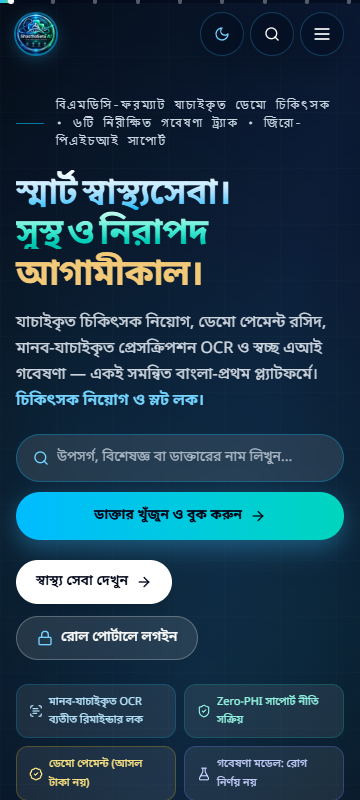 বিএমডিসি-ফরম্যাট যাচাইকৃত ডেমো চিকিৎসক
• ৬টি নিরীক্ষিত গবেষণা ট্র্যাক • জিরো-
পিএইচআই সাপোর্ট
স্মার্ট স্বাস্থ্যসেবা।
সুস্থ ও নিরাপদ
আগামীকাল।
যাচাইকৃত চিকিৎসক নিয়োগ, ডেমো পেমেন্ট রসিদ,
মানব-যাচাইকৃত প্রেসক্রিপশন OCR ও স্বচ্ছ এআই
গবেষণা — একই সমন্বিত বাংলা-প্রথম প্ল্যাটফর্মে।
চিকিৎসক নিয়োগ ও স্লট লক।
উপসর্গ, বিশেষজ্ঞ বা ডাক্তারের নাম লিখুন...
ডাক্তার খুঁজুন ও বুক করুন →
স্বাস্থ্য সেবা দেখুন →
রোল পোর্টালে লগইন
মানব-যাচাইকৃত OCR
ব্যতীত রিমাইন্ডার লক
Zero-PHI সাপোর্ট নীতি
সক্রিয়
ডেমো পেমেন্ট (আসল
টাকা নয়)
গবেষণা মডেল: রোগ
নির্ণয় নয়